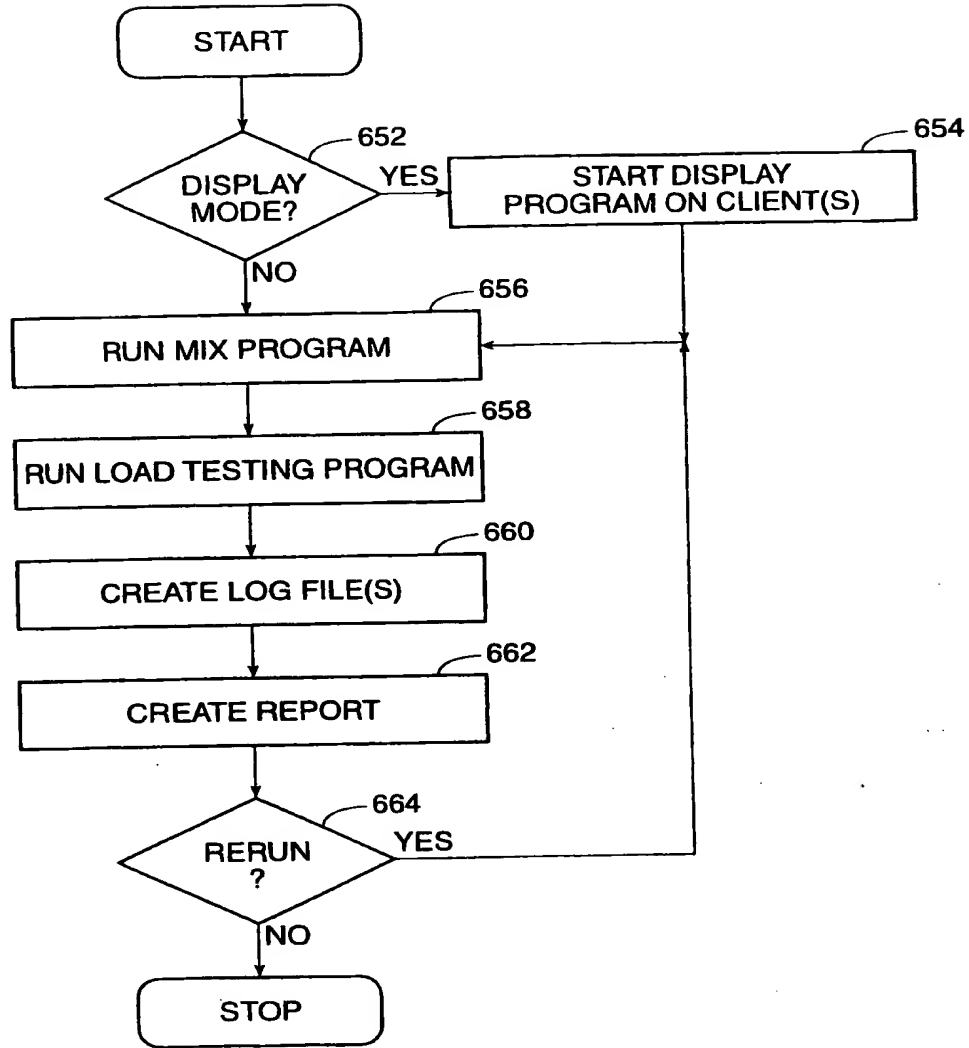 START
652
DISPLAY
MODE?
YES
654
START DISPLAY
PROGRAM ON CLIENT(S)
NO
656
RUN MIX PROGRAM
658
RUN LOAD TESTING PROGRAM
660
CREATE LOG FILE(S)
662
CREATE REPORT
664
RERUN
?
YES
NO
STOP